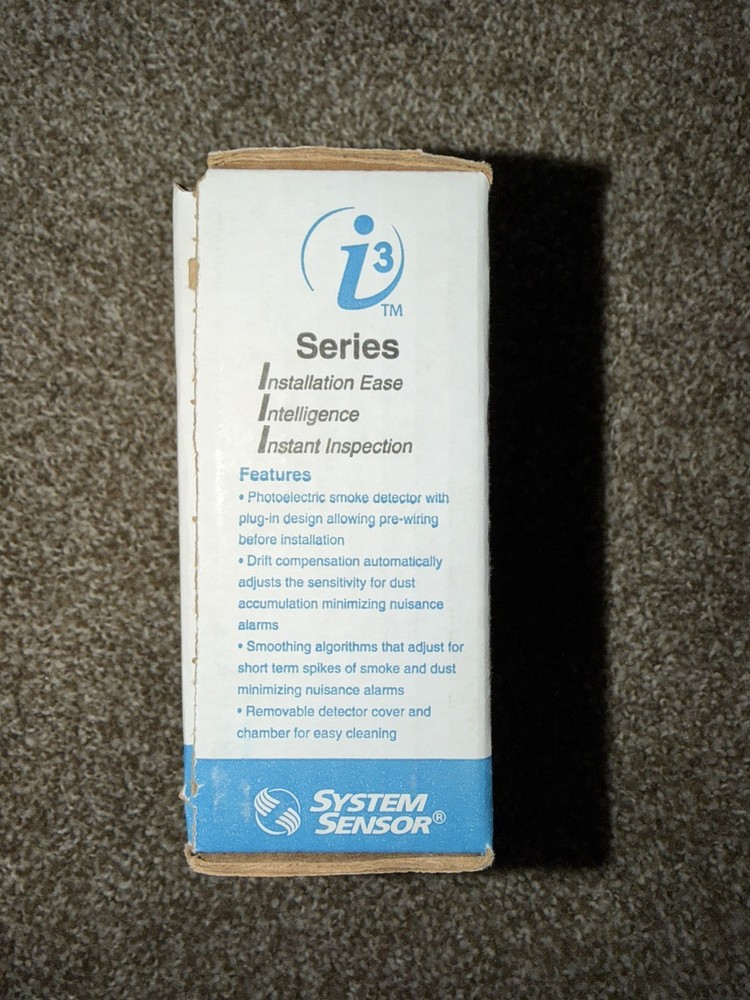 i3 TM
Series
Installation Ease
Intelligence
Instant Inspection
Features
• Photoelectric smoke detector with
plug-in design allowing pre-wiring
before installation
• Drift compensation automatically
adjusts the sensitivity for dust
accumulation minimizing nuisance
alarms
• Smoothing algorithms that adjust for
short term spikes of smoke and dust
minimizing nuisance alarms
• Removable detector cover and
chamber for easy cleaning
SYSTEM
SENSOR®